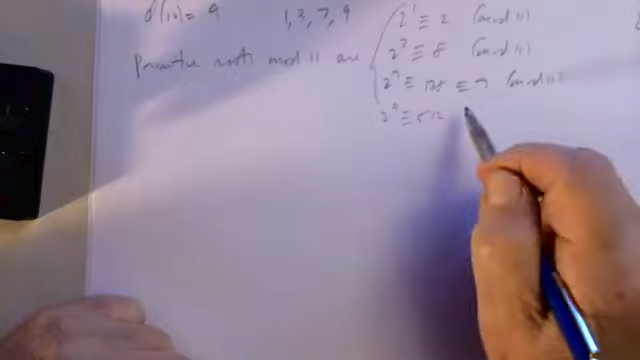 φ(10) = 4    1, 3, 7, 9
Primitive roots mod 11 are
2¹ ≡ 2 (mod 11)
2³ ≡ 8 (mod 11)
2⁷ ≡ 128 ≡ 7 (mod 11)
2⁹ ≡ 512